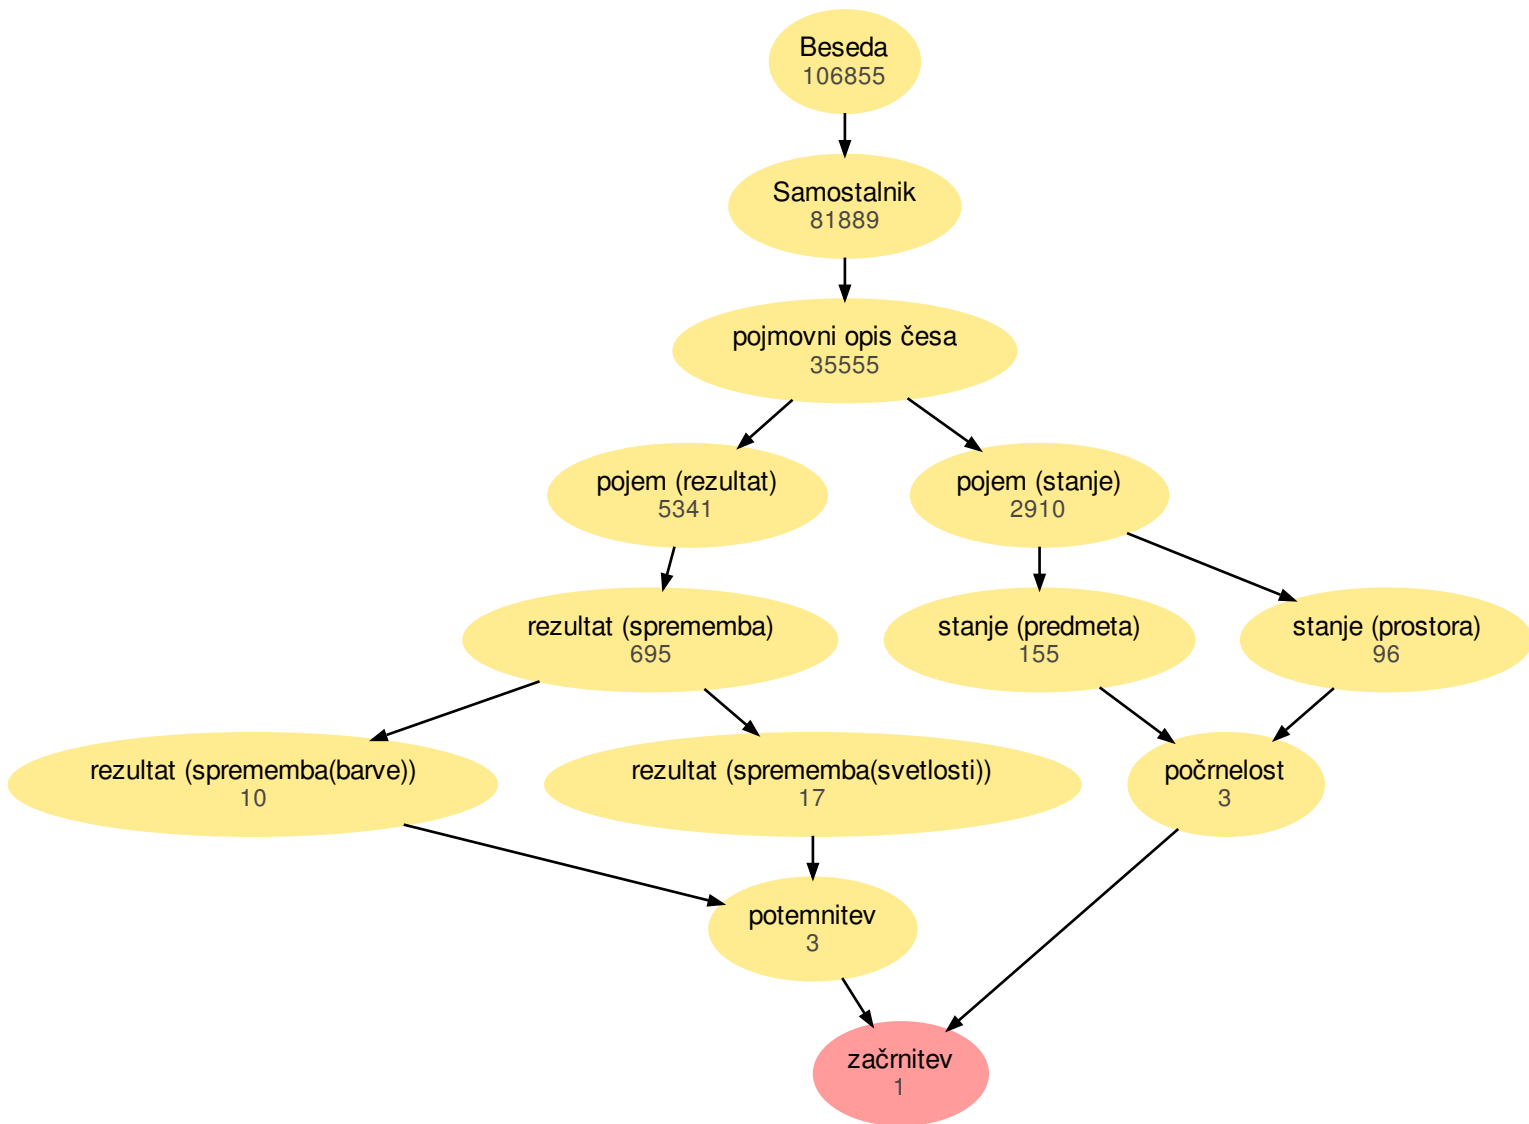 Beseda
106855
Samostalnik
81889
pojmovni opis česa
35555
pojem (rezultat)
5341
pojem (stanje)
2910
rezultat (sprememba)
695
stanje (predmeta)
155
stanje (prostora)
96
rezultat (sprememba(barve))
10
rezultat (sprememba(svetlosti))
17
počrnelost
3
potemnitev
3
začrnitev
1